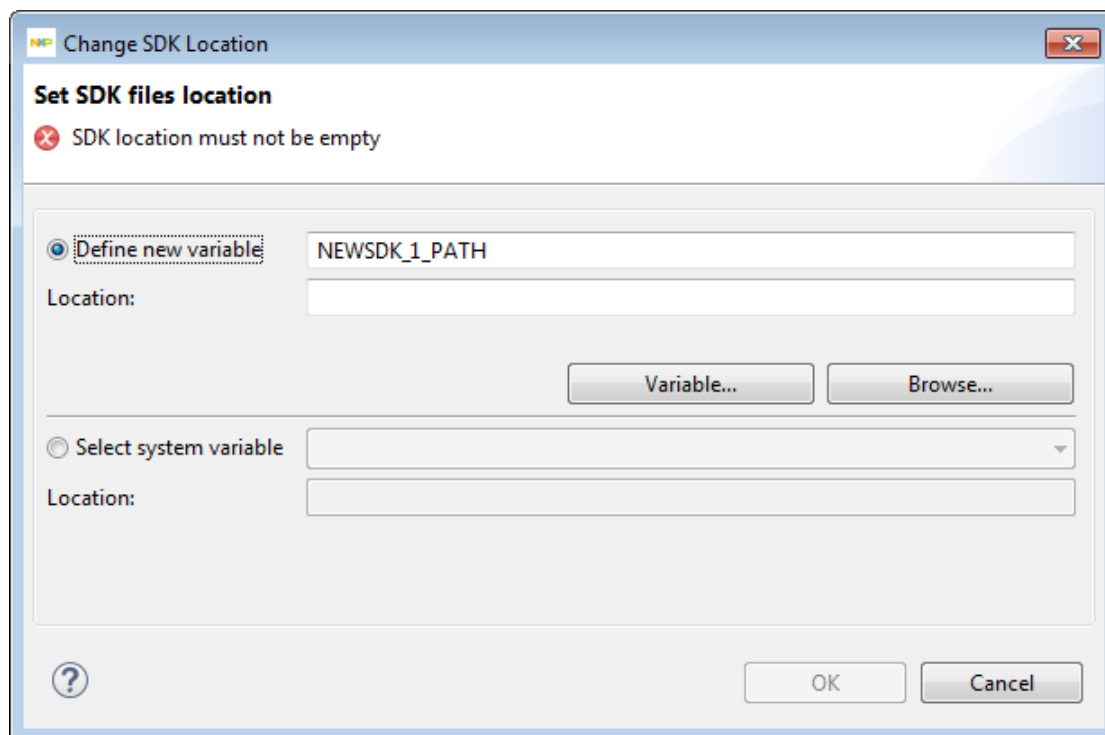 NXP Change SDK Location
Set SDK files location
SDK location must not be empty
Define new variable NEWSDK_1_PATH
Location:
Variable... Browse...
Select system variable
Location:
? OK Cancel